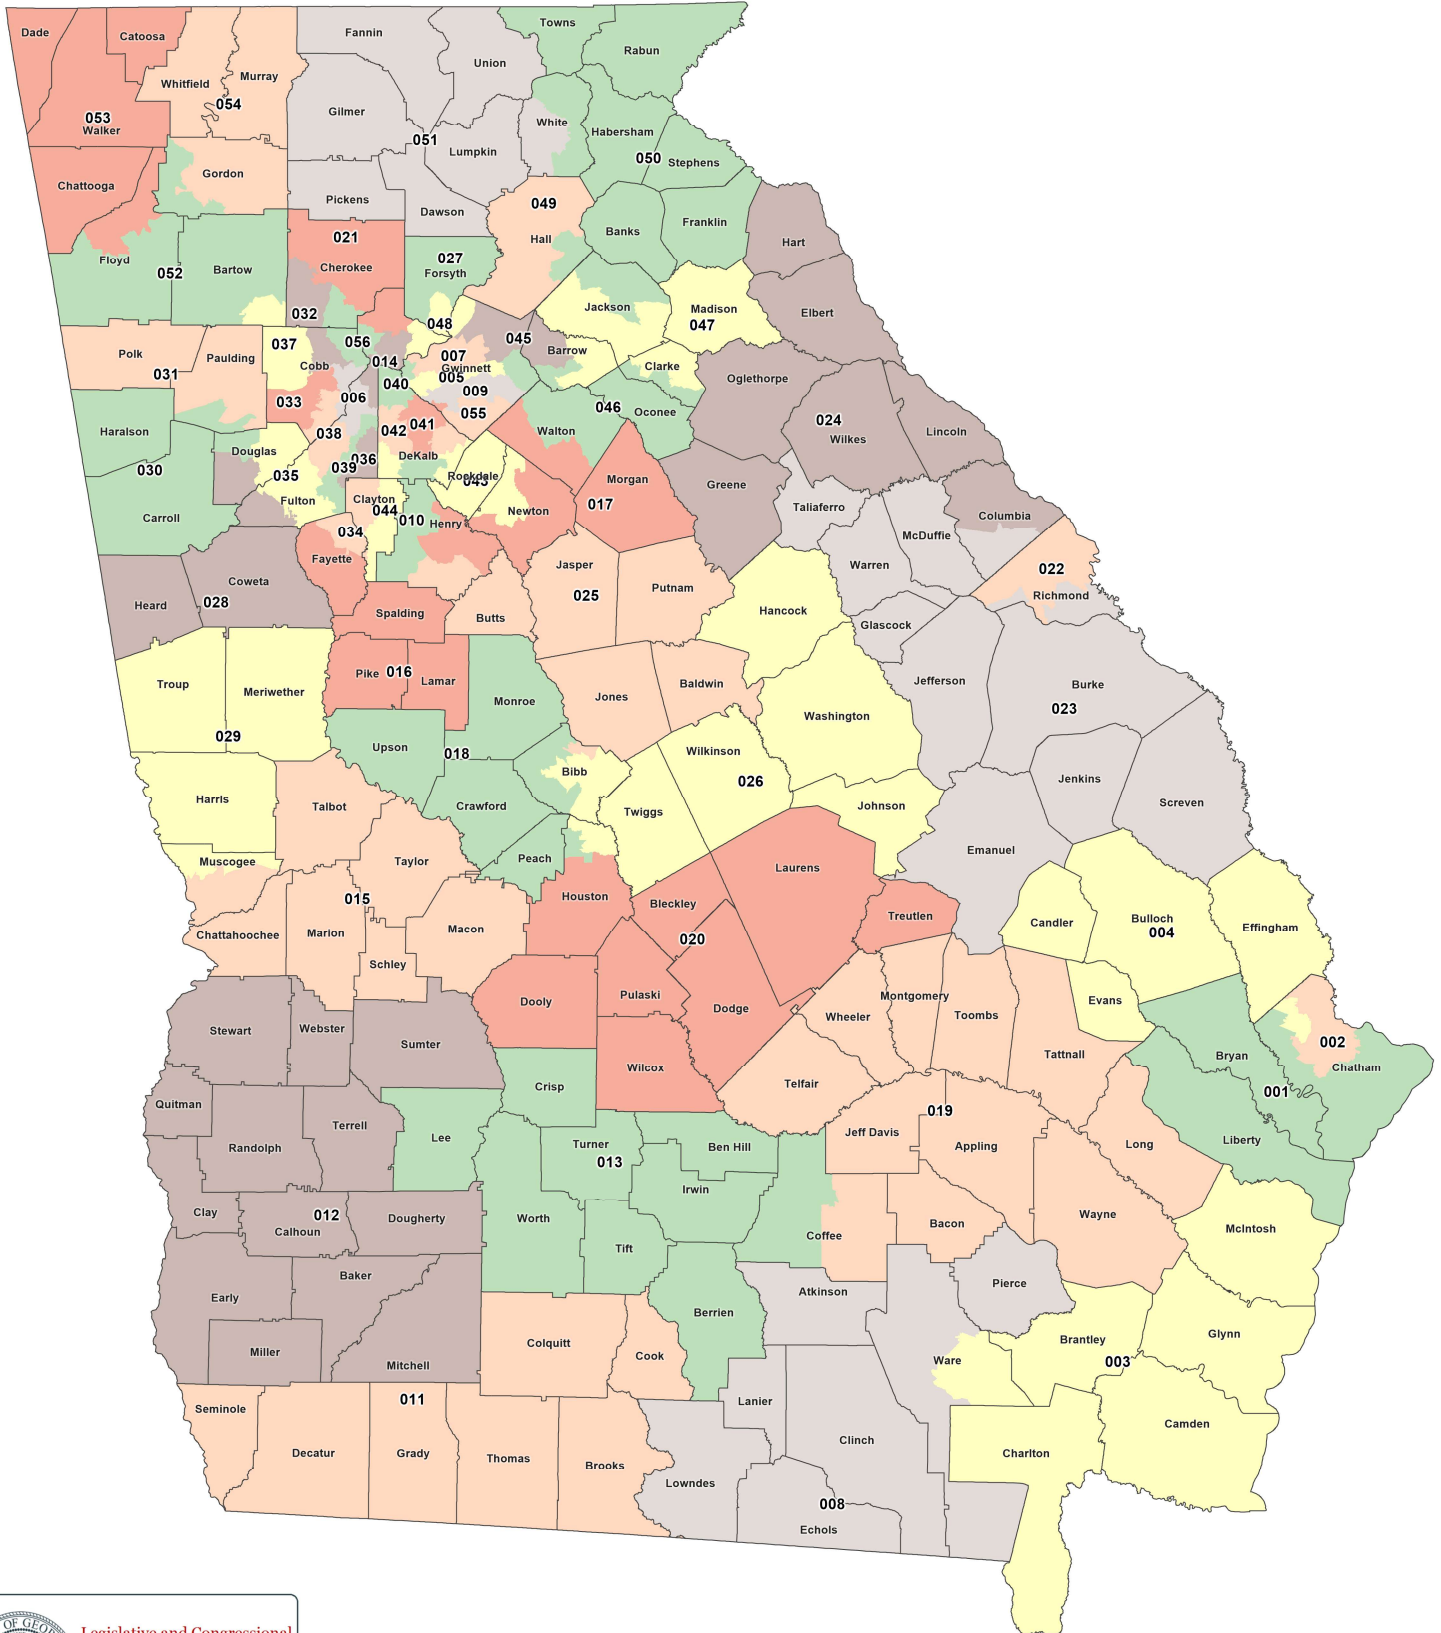 Dade
Catoosa
Fannin
Towns
Rabun
Union
Whitfield
Murray
054
Gilmer
053
Walker
White
Habersham
051
Lumpkin
050
Stephens
Gordon
Chattooga
Pickens
Dawson
049
Franklin
Banks
Hall
Hart
021
027
Forsyth
Cherokee
Floyd
052
Bartow
Jackson
Madison
047
Elbert
032
048
045
056
037
Polk
Paulding
031
Cobb
014
007
Gwinnett
005
Barrow
Clarke
040
009
006
Oglethorpe
033
055
046
Oconee
024
Wilkes
Lincoln
Haralson
038
042
041
Walton
030
Douglas
035
039
036
DeKalb
Rockdale
043
Morgan
Greene
017
Fulton
Clayton
044
010
Henry
Newton
Taliaferro
Columbia
Carroll
034
Fayette
McDuffie
Warren
022
Richmond
Coweta
Jasper
025
Putnam
Heard
028
Spalding
Butts
Hancock
Glascock
Troup
Meriwether
Pike
016
Lamar
Monroe
Jones
Baldwin
Jefferson
Burke
023
029
Upson
018
Washington
Wilkinson
026
Bibb
Harris
Talbot
Crawford
Twiggs
Johnson
Jenkins
Screven
Muscogee
Taylor
Peach
Emanuel
Laurens
015
Houston
Bleckley
Treutlen
Candler
Bulloch
004
Effingham
Chattahoochee
Marion
Macon
020
Schley
Dooly
Pulaski
Dodge
Montgomery
Wheeler
Toombs
Evans
Stewart
Webster
Sumter
Tattnall
Bryan
002
Chatham
001
Wilcox
Crisp
Telfair
Quitman
Terrell
Lee
Randolph
Turner
013
Ben Hill
Jeff Davis
019
Appling
Long
Liberty
Irwin
Clay
012
Calhoun
Dougherty
Worth
Tift
Coffee
Bacon
Wayne
McIntosh
Baker
Early
Atkinson
Pierce
Berrien
Miller
Mitchell
Colquitt
Cook
Ware
Brantley
003
Glynn
Seminole
011
Lanier
Clinch
Camden
Decatur
Grady
Thomas
Brooks
Charlton
Lowndes
008
Echols
OF GEO
Legislative and Congressional